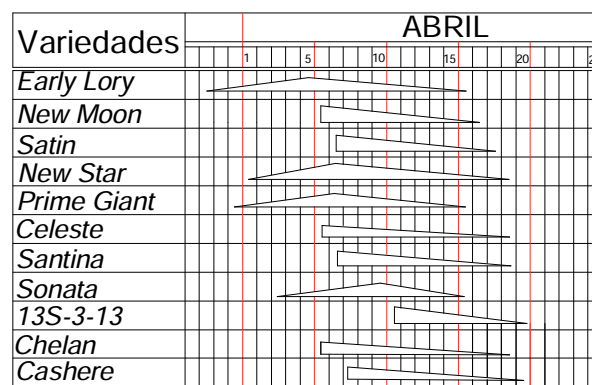 Variedades ABRIL
1 5 10 15 20
Early Lory
New Moon
Satin
New Star
Prime Giant
Celeste
Santina
Sonata
13S-3-13
Chelan
Cashere